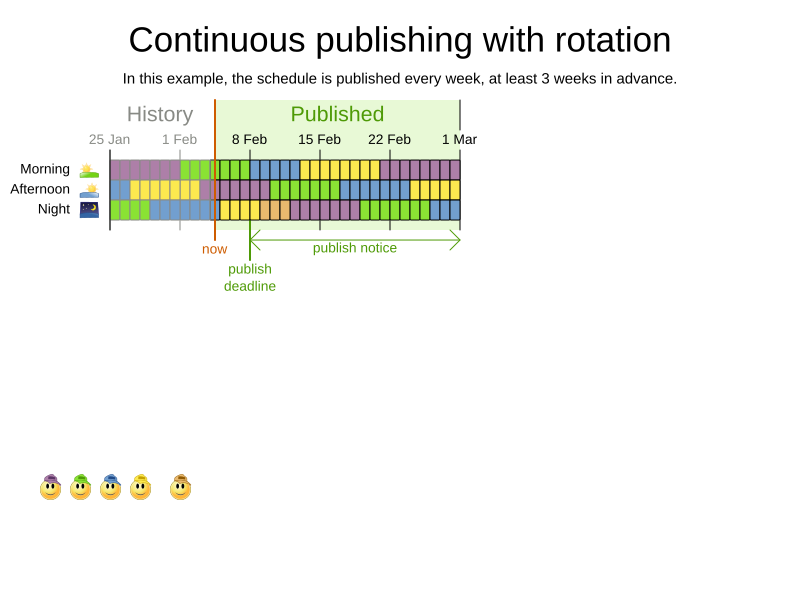 Continuous publishing with rotation
In this example, the schedule is published every week, at least 3 weeks in advance.
History
Published
25 Jan
1 Feb
8 Feb
15 Feb
22 Feb
1 Mar
Morning
Afternoon
Night
now
publish notice
publish
deadline